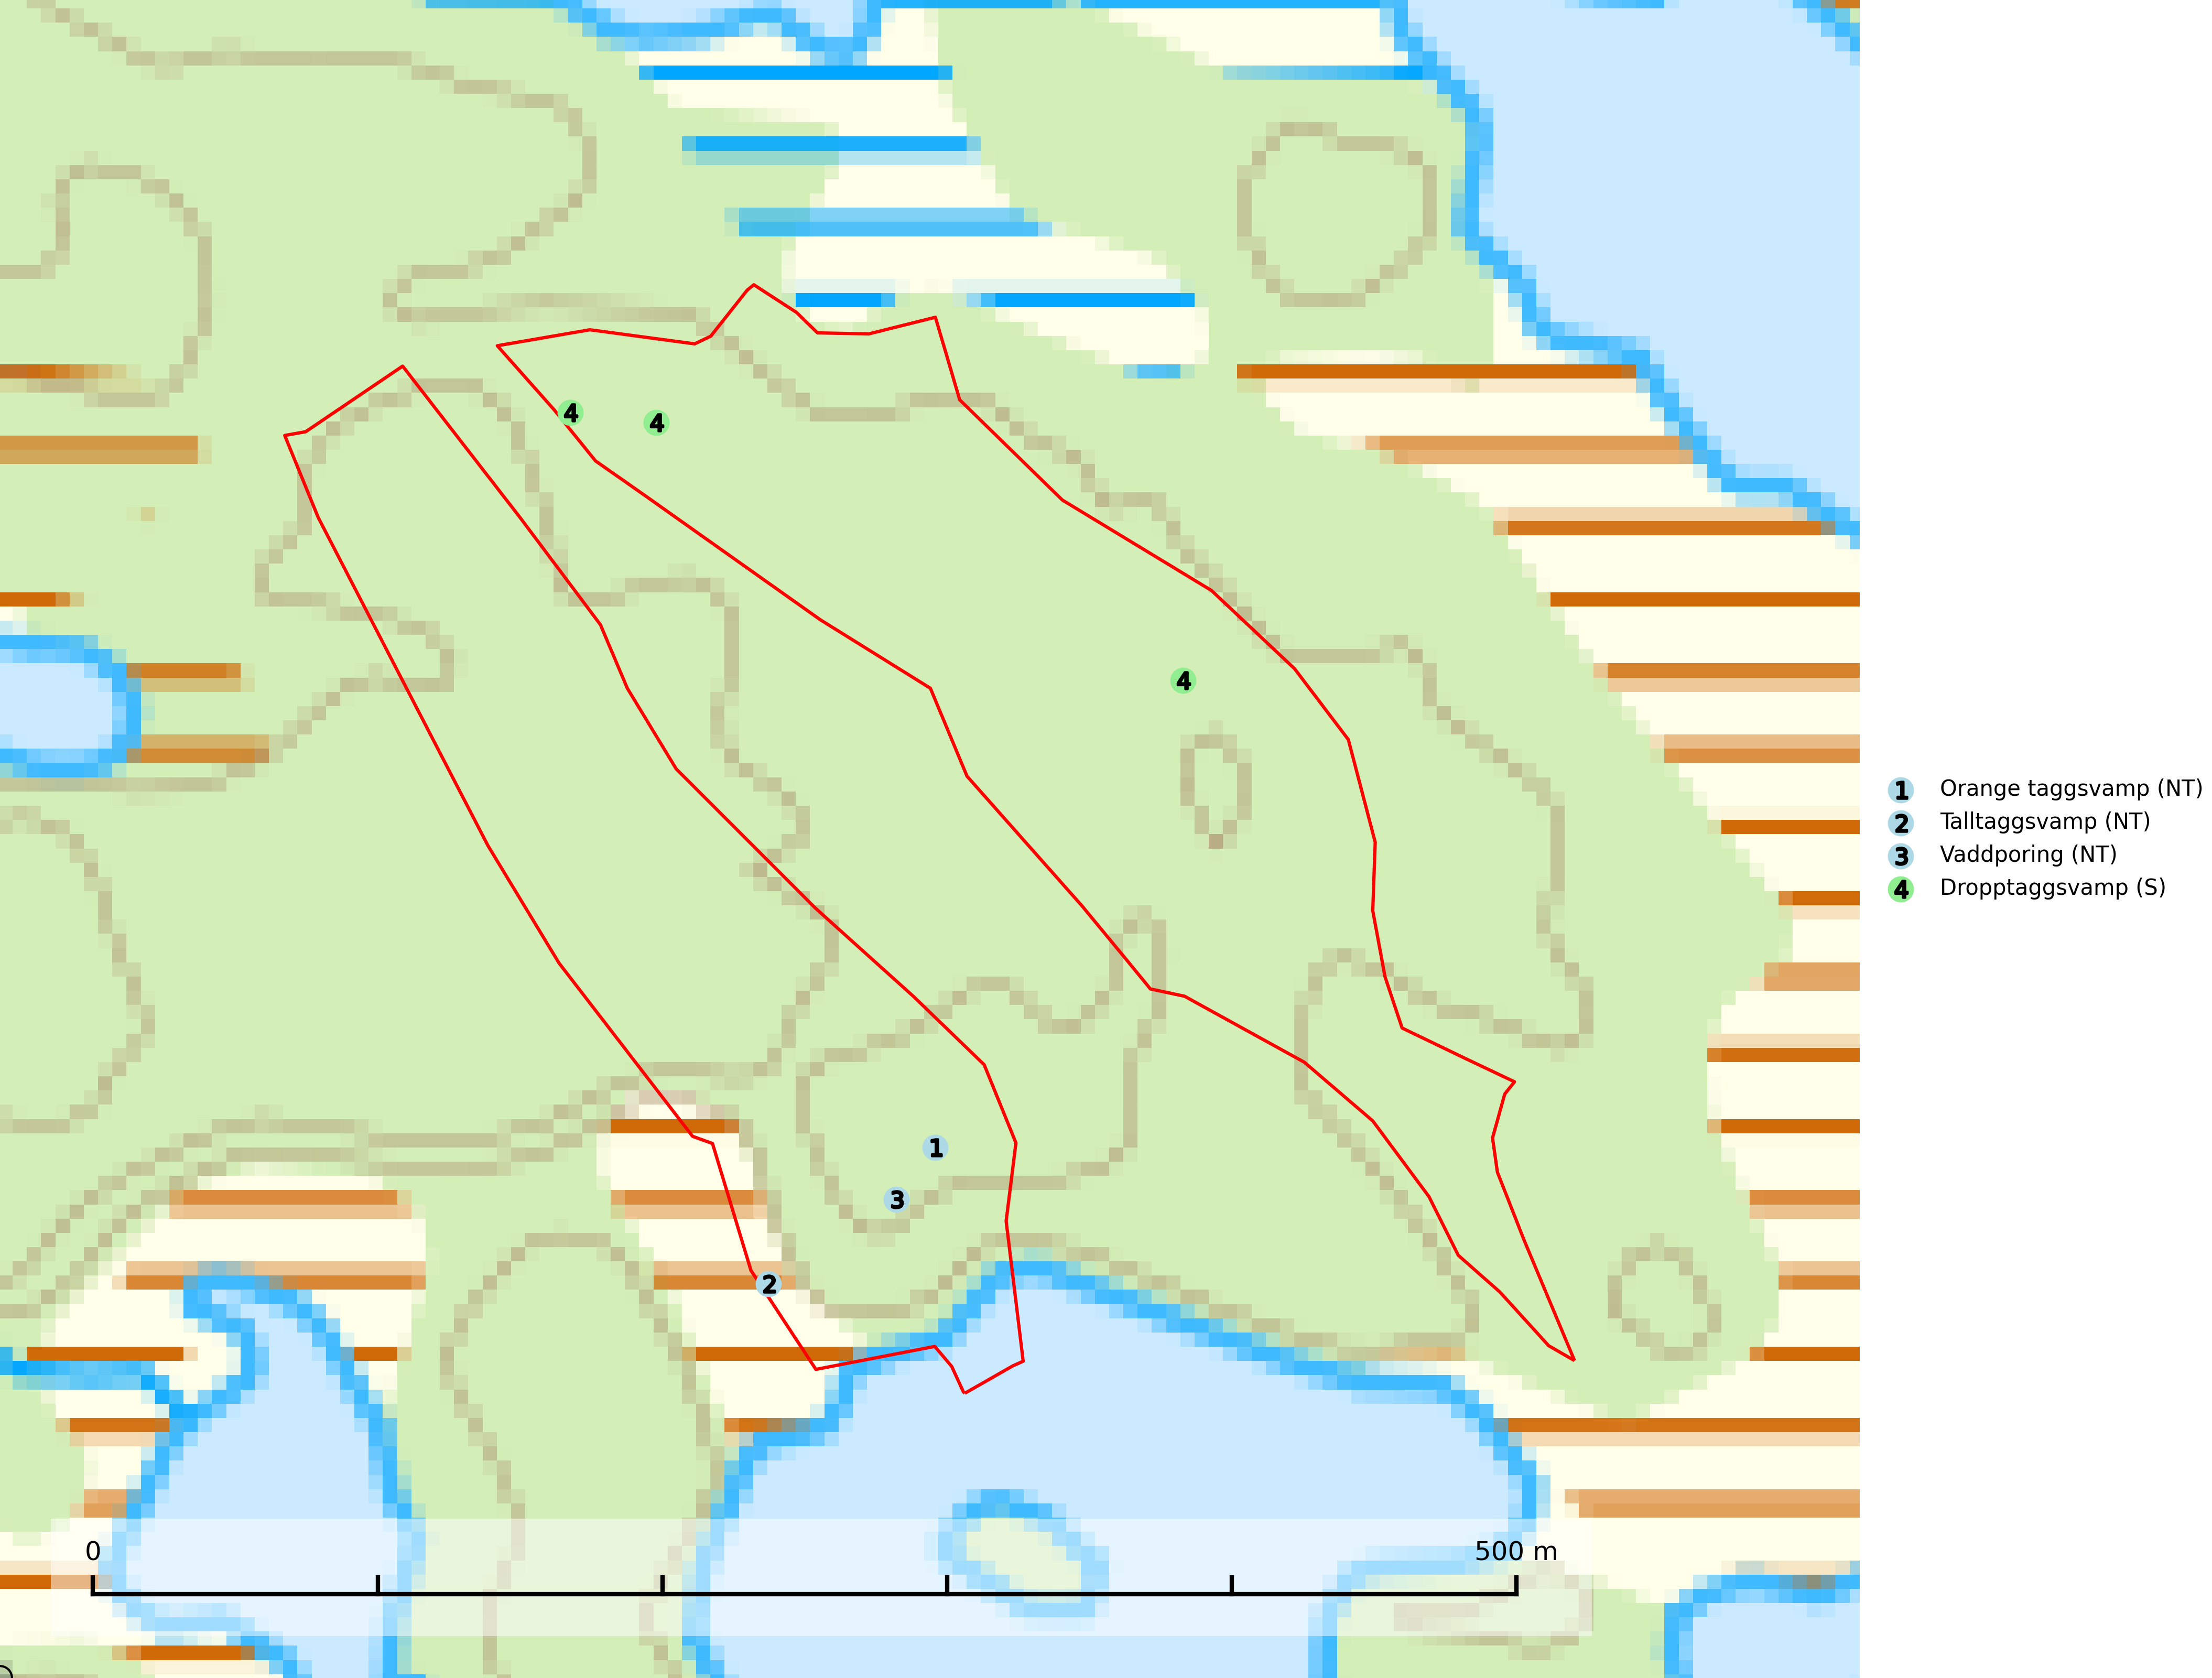 4
4
4
1
3
2
1 Orange taggsvamp (NT)
2 Talltaggsvamp (NT)
3 Vaddporing (NT)
4 Dropptaggsvamp (S)
0 500 m